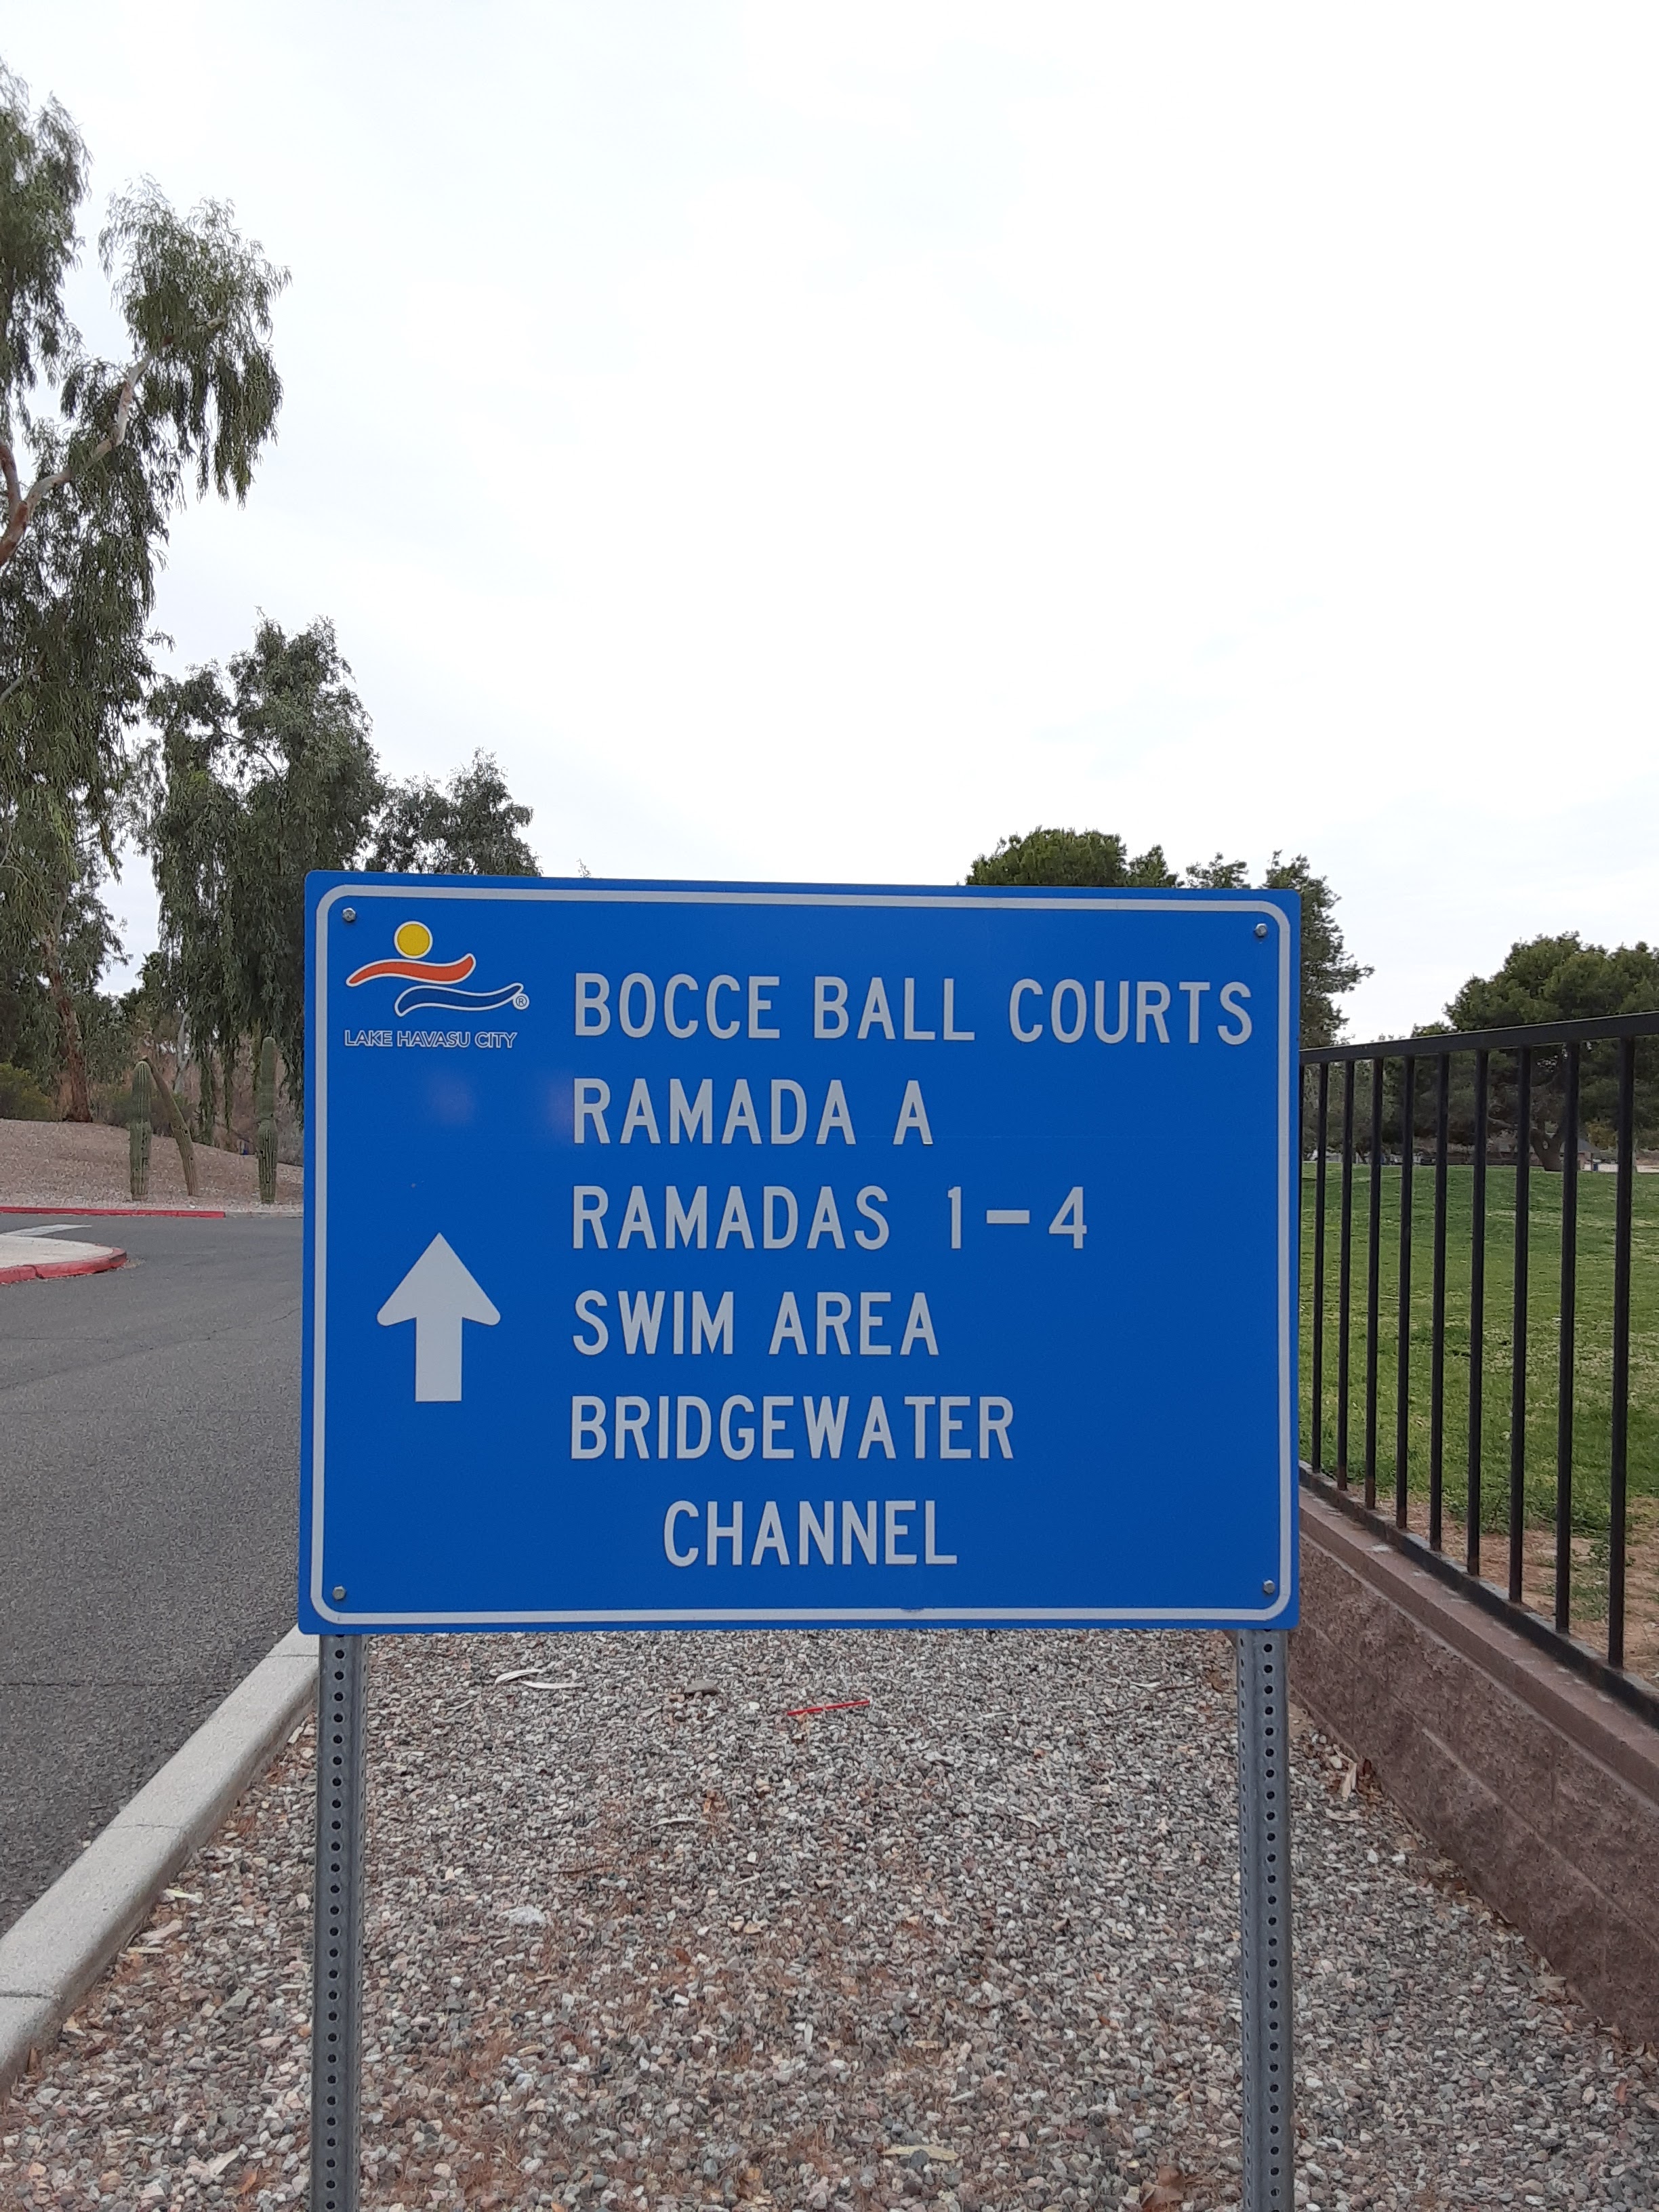 LAKE HAVASU CITY
BOCCE BALL COURTS
RAMADA A
RAMADAS 1-4
SWIM AREA
BRIDGEWATER
CHANNEL